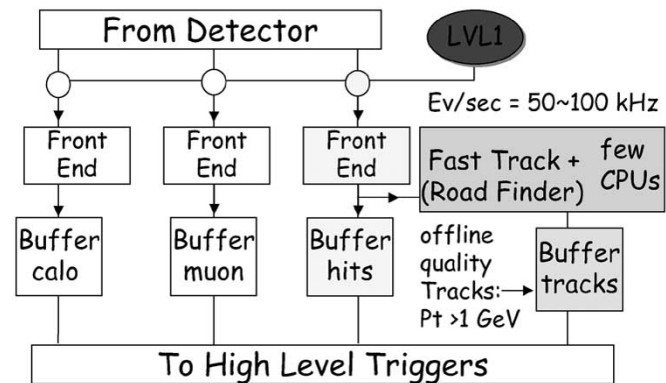 From Detector
LVL1
Ev/sec = 50~100 kHz
Front
End
Front
End
Front
End
Fast Track +
(Road Finder)
few
CPUs
Buffer
calo
Buffer
muon
Buffer
hits
offline
quality
Tracks:
Pt >1 GeV
Buffer
tracks
To High Level Triggers